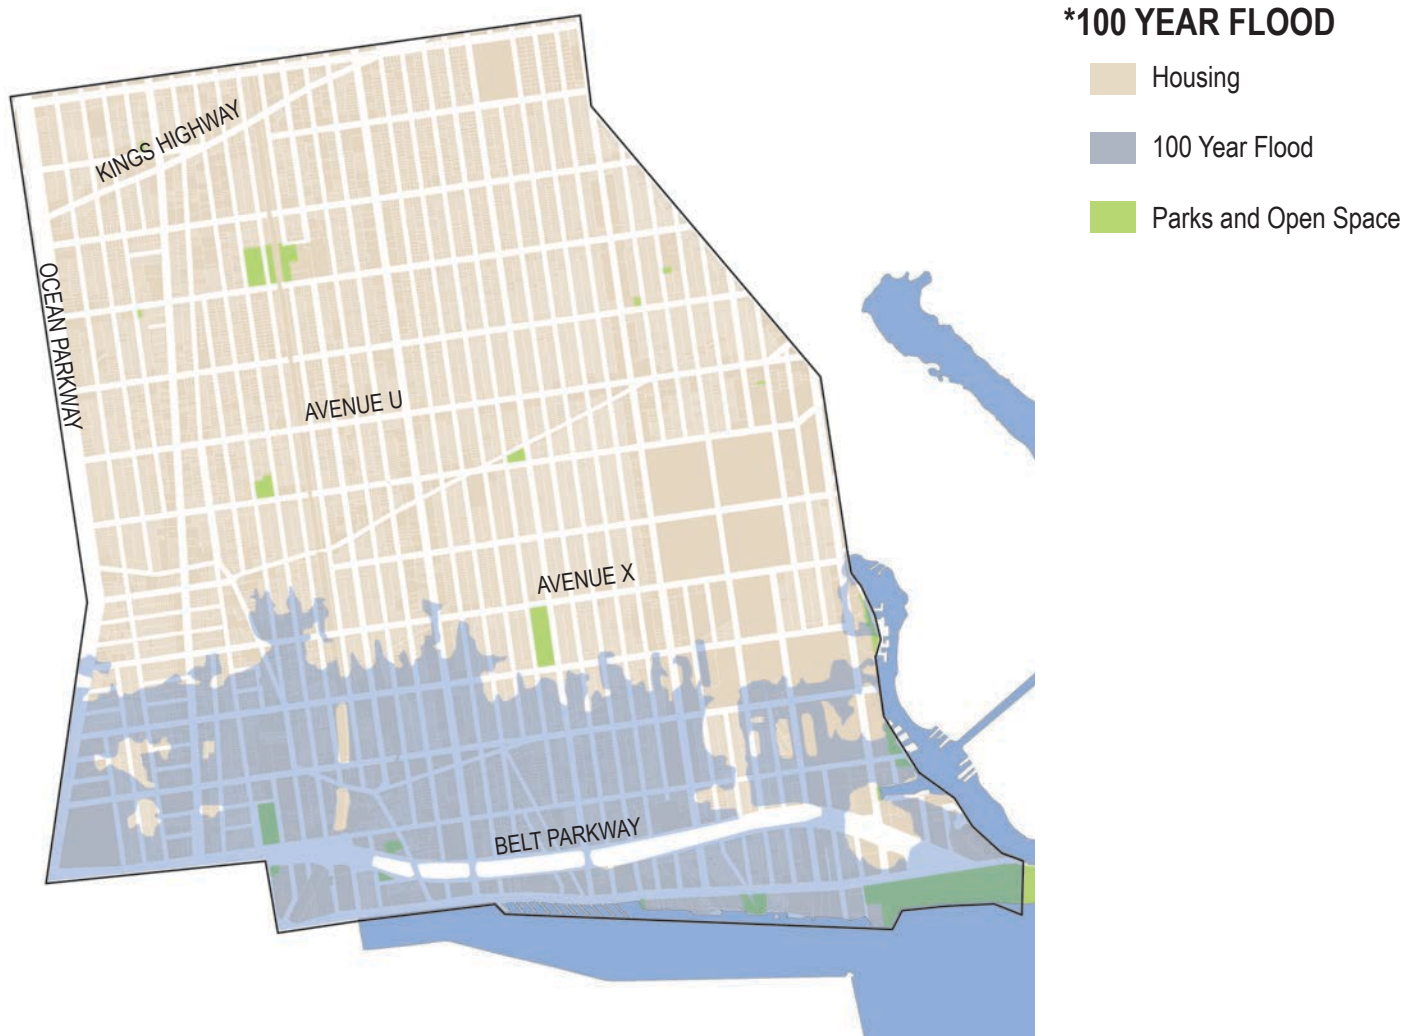 *100 YEAR FLOOD
Housing
100 Year Flood
Parks and Open Space
KINGS HIGHWAY
OCEAN PARKWAY
AVENUE U
AVENUE X
BELT PARKWAY